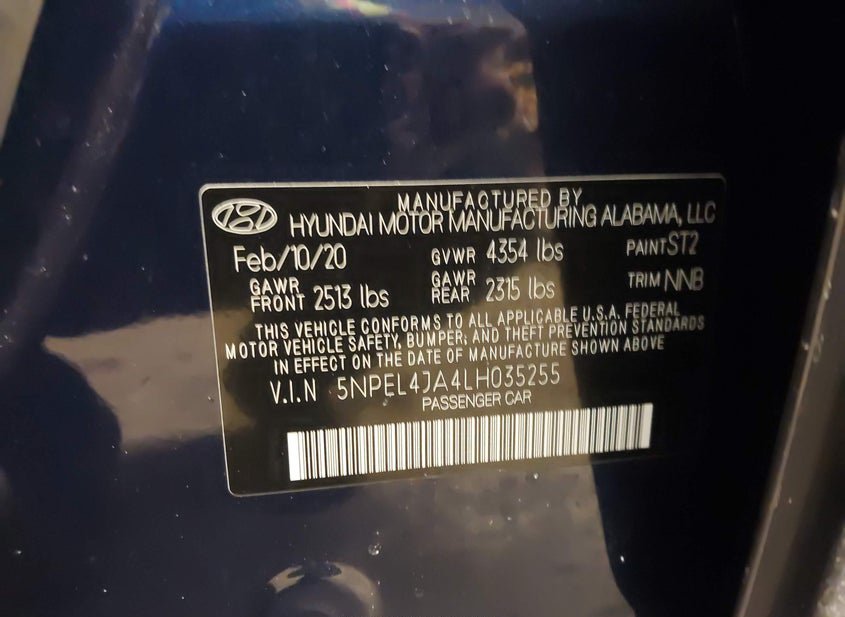 MANUFACTURED BY
HYUNDAI MOTOR MANUFACTURING ALABAMA, LLC
Feb/10/20 GVWR 4354 lbs PAINT ST2
GAWR FRONT 2513 lbs GAWR REAR 2315 lbs TRIM NNB
THIS VEHICLE CONFORMS TO ALL APPLICABLE U.S.A. FEDERAL
MOTOR VEHICLE SAFETY, BUMPER, AND THEFT PREVENTION STANDARDS
IN EFFECT ON THE DATE OF MANUFACTURE SHOWN ABOVE
V.I.N 5NPEL4JA4LH035255
PASSENGER CAR